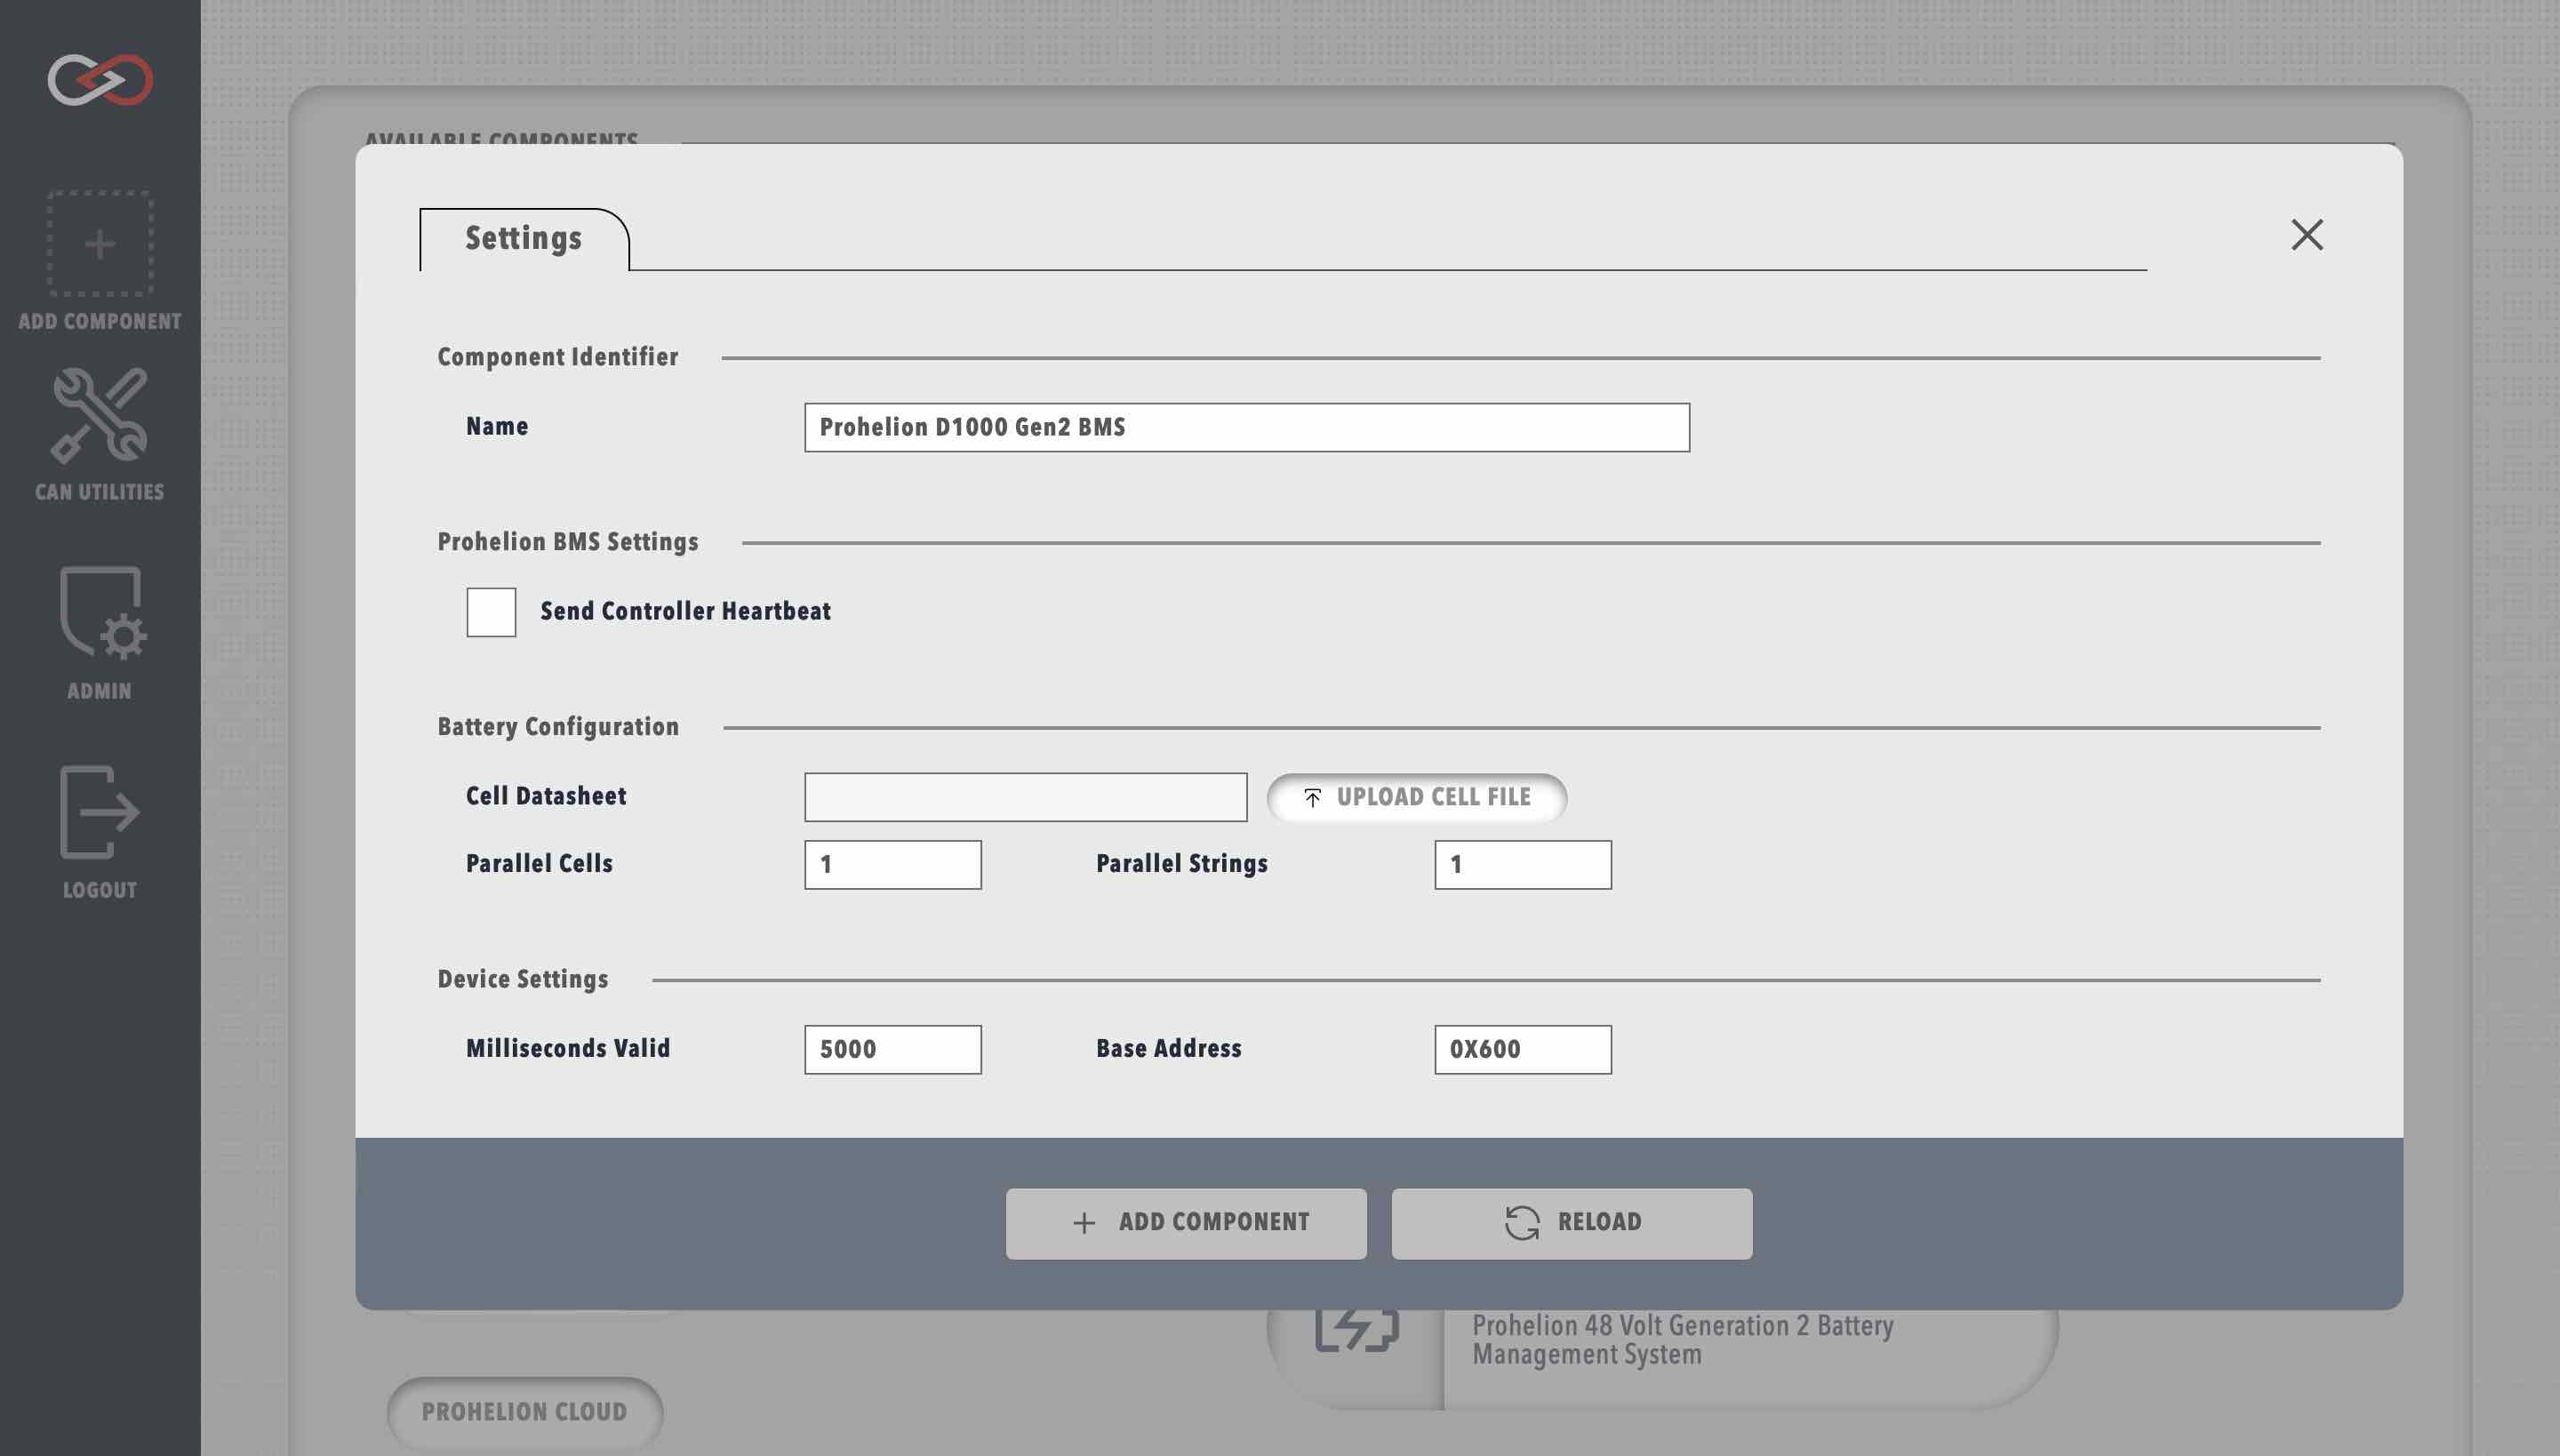 AVAILABLE COMPONENTS
Settings
ADD COMPONENT
Component Identifier
Name
Prohelion D1000 Gen2 BMS
CAN UTILITIES
Prohelion BMS Settings
Send Controller Heartbeat
ADMIN
Battery Configuration
Cell Datasheet
UPLOAD CELL FILE
Parallel Cells
1
Parallel Strings
1
LOGOUT
Device Settings
Milliseconds Valid
5000
Base Address
0X600
ADD COMPONENT
RELOAD
Prohelion 48 Volt Generation 2 Battery
Management System
PROHELION CLOUD